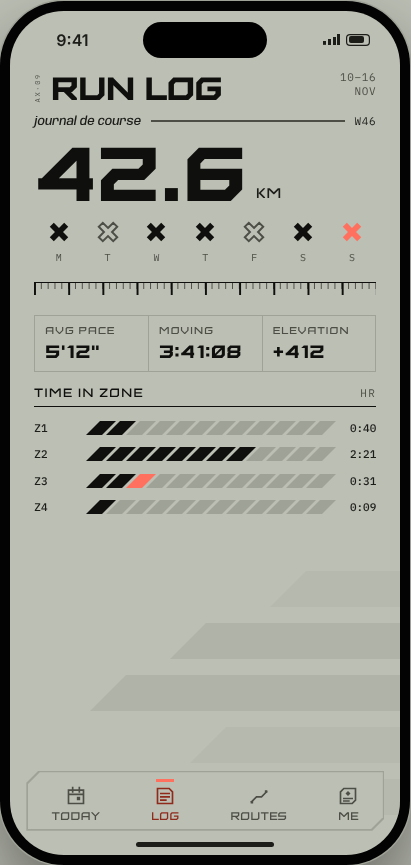 9:41
AX-09
RUN LOG
10–16
NOV
journal de course
W46
42.6 KM
M T W T F S S
AVG PACE MOVING ELEVATION
5'12" 3:41:08 +412
TIME IN ZONE HR
Z1 0:40
Z2 2:21
Z3 0:31
Z4 0:09
TODAY LOG ROUTES ME